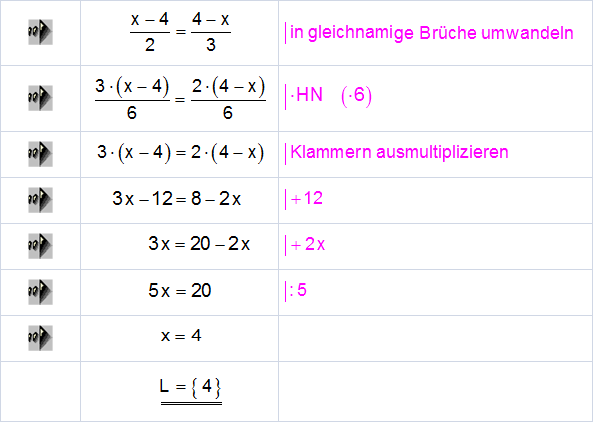 (x – 4)/2 = (4 – x)/3 |in gleichnamige Brüche umwandeln
(3·(x – 4))/6 = (2·(4 – x))/6 |·HN (·6)
3·(x – 4) = 2·(4 – x) |Klammern ausmultiplizieren
3x – 12 = 8 – 2x |+12
3x = 20 – 2x |+2x
5x = 20 |:5
x = 4
L = {4}